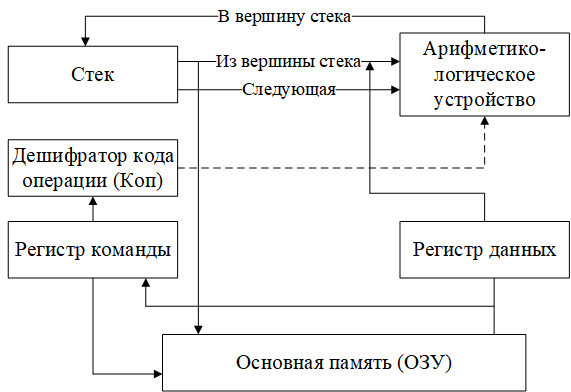 В вершину стека
Стек
Из вершины стека
Следующая
Арифметико-
логическое
устройство
Дешифратор кода
операции (Коп)
Регистр команды
Регистр данных
Основная память (ОЗУ)